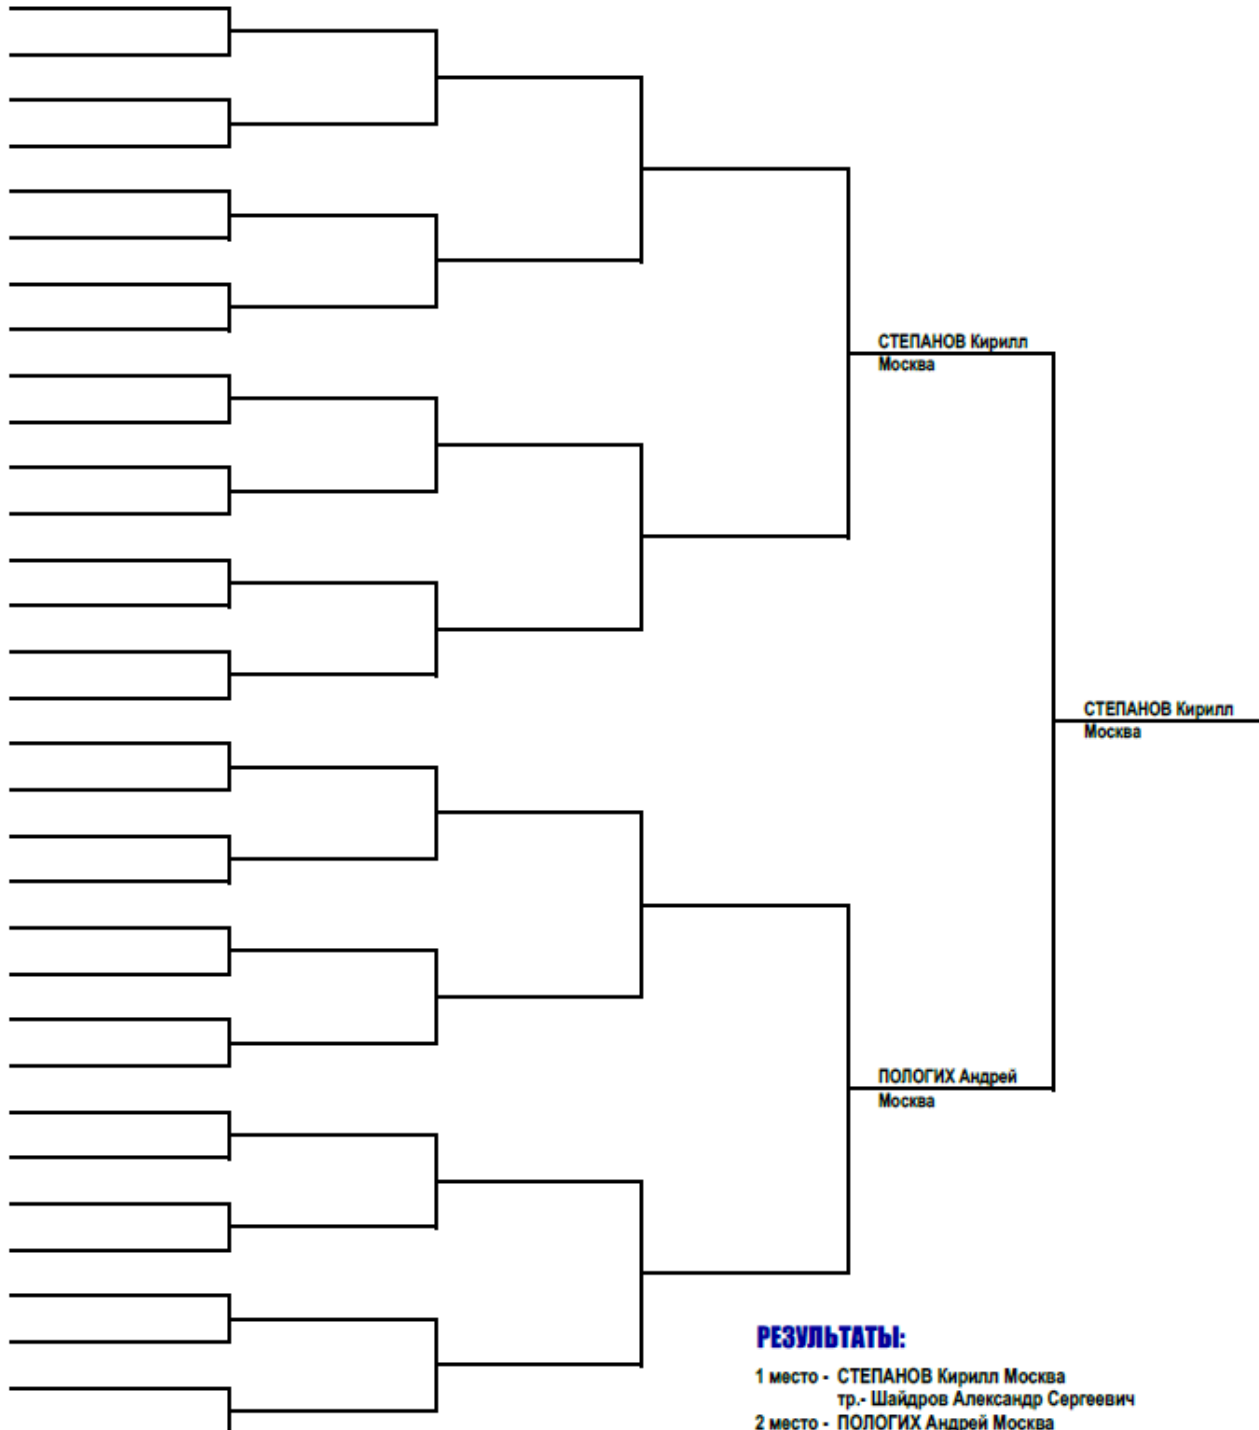 СТЕПАНОВ Кирилл
Москва
СТЕПАНОВ Кирилл
Москва
ПОЛОГИХ Андрей
Москва
РЕЗУЛЬТАТЫ:
1 место - СТЕПАНОВ Кирилл Москва
тр.- Шайдров Александр Сергеевич
2 место - ПОЛОГИХ Андрей Москва